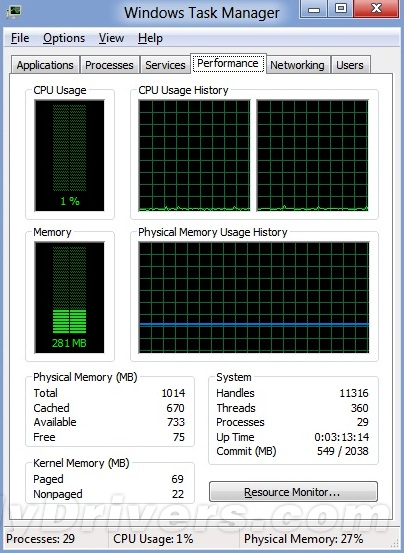 Windows Task Manager
File Options View Help
Applications Processes Services Performance Networking Users
CPU Usage CPU Usage History
1 %
Memory Physical Memory Usage History
281 MB
Physical Memory (MB)
Total 1014
Cached 670
Available 733
Free 75
Kernel Memory (MB)
Paged 69
Nonpaged 22
System
Handles 11316
Threads 360
Processes 29
Up Time 0:03:13:14
Commit (MB) 549 / 2038
Resource Monitor...
yDrivers.com
Processes: 29 CPU Usage: 1% Physical Memory: 27%